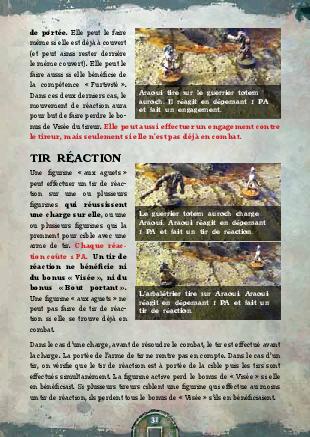 de portée. Elle peut le faire
même si elle est déjà à couvert
(et peut ainsi rester derrière
le même couvert). Elle peut le
faire aussi si elle bénéficie de
la compétence « Furtivité ».
Dans ces deux derniers cas, le
mouvement de réaction aura
pour but de faire perdre le bo-
nus de Visée du tireur. Elle peut aussi effectuer un engagement contre
le tireur, mais seulement si elle n'est pas déjà en combat.
Araoui tire sur le guerrier totem
auroch. Il réagit en dépensant 1 PA
et fait un engagement.
TIR RÉACTION
Une figurine « aux aguets »
peut effectuer un tir de réac-
tion sur une ou plusieurs
figurines qui réussissent
une charge sur elle, ou une
ou plusieurs figurines qui la
prennent pour cible avec une
arme de tir. Chaque réac-
tion coûte 1 PA. Un tir de
réaction ne bénéficie ni
du bonus « Visée », ni du
bonus « Bout portant ».
Une figurine « aux aguets » ne
peut pas faire de tir de réac-
tion si elle se trouve déjà en
combat.
Le guerrier totem auroch charge
Araoui. Araoui réagit en dépensant
1 PA et fait un tir de réaction.
L'arbalétrier tire sur Araoui. Araoui
réagit en dépensant 1 PA et fait un
tir de réaction.
Dans le cas d'une charge, avant de résoudre le combat, le tir est effectué avant
la charge. La portée de l'arme de tir ne rentre pas en compte. Dans le cas d'un
tir, on vérifie que le tir de réaction est à portée de la cible puis les tirs sont
effectués simultanément. La figurine active perd le bonus de « Visée » si elle
en bénéficiait. Si plusieurs tireurs ciblent une figurine qui effectue au moins
un tir de réaction, ils perdent tous le bonus de « Visée » s'ils en bénéficiaient.